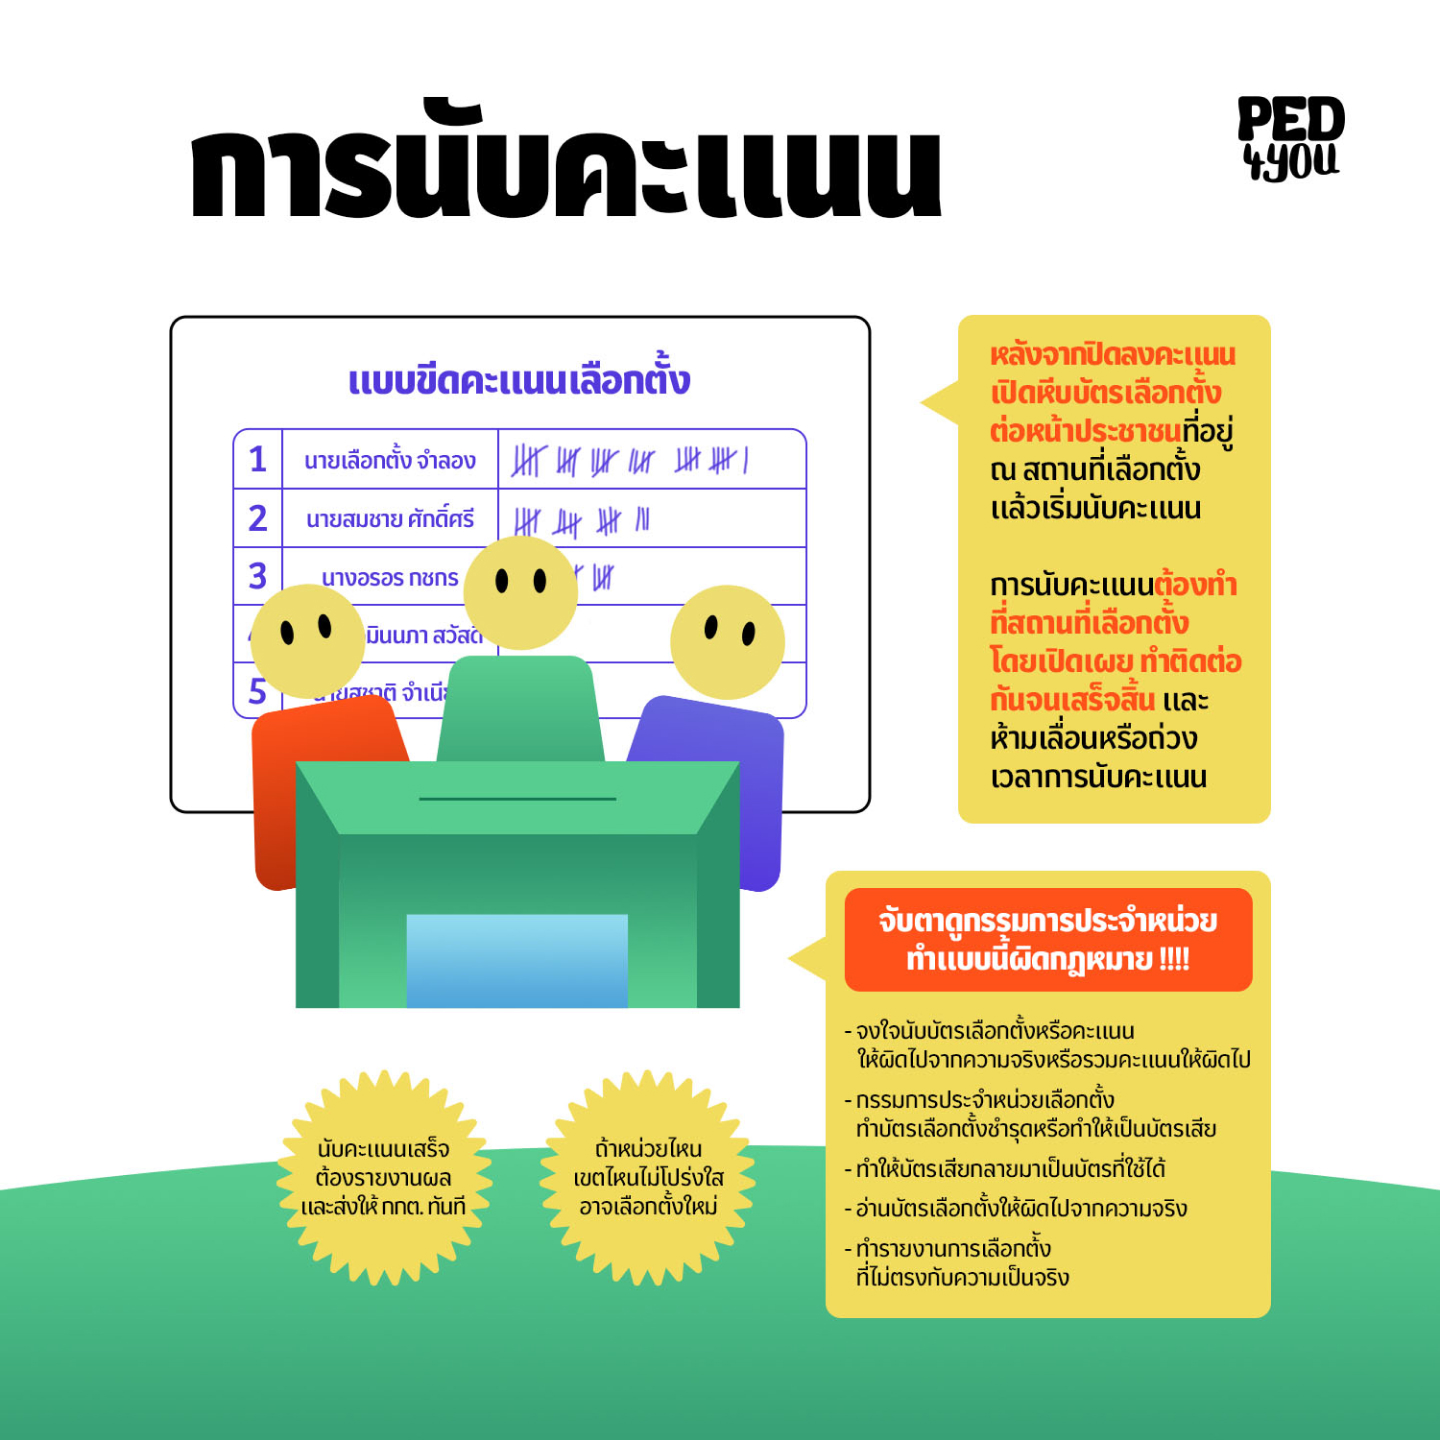 การนับคะแนน
PED
4YOU
แบบขีดคะแนนเลือกตั้ง
1 นายเลือกตั้ง จำลอง
2 นายสมชาย ศักดิ์ศรี
3 นางอรอร กชกร
มินนภา สวัสดิ์
5
หลังจากปิดลงคะแนน
เปิดหีบบัตรเลือกตั้ง
ต่อหน้าประชาชนที่อยู่
ณ สถานที่เลือกตั้ง
แล้วเริ่มนับคะแนน
การนับคะแนนต้องทำ
ที่สถานที่เลือกตั้ง
โดยเปิดเผย ทำติดต่อ
กันจนเสร็จสิ้น และ
ห้ามเลื่อนหรือถ่วง
เวลาการนับคะแนน
จับตาดูกรรมการประจำหน่วย
ทำแบบนี้ผิดกฎหมาย !!!!
- จงใจนับบัตรเลือกตั้งหรือคะแนน
ให้ผิดไปจากความจริงหรือรวมคะแนนให้ผิดไป
- กรรมการประจำหน่วยเลือกตั้ง
ทำบัตรเลือกตั้งชำรุดหรือทำให้เป็นบัตรเสีย
- ทำให้บัตรเสียกลายมาเป็นบัตรที่ใช้ได้
- อ่านบัตรเลือกตั้งให้ผิดไปจากความจริง
- ทำรายงานการเลือกตั้ง
ที่ไม่ตรงกับความเป็นจริง
นับคะแนนเสร็จ
ต้องรายงานผล
และส่งให้ กกต. ทันที
ถ้าหน่วยไหน
เขตไหนไม่โปร่งใส
อาจเลือกตั้งใหม่